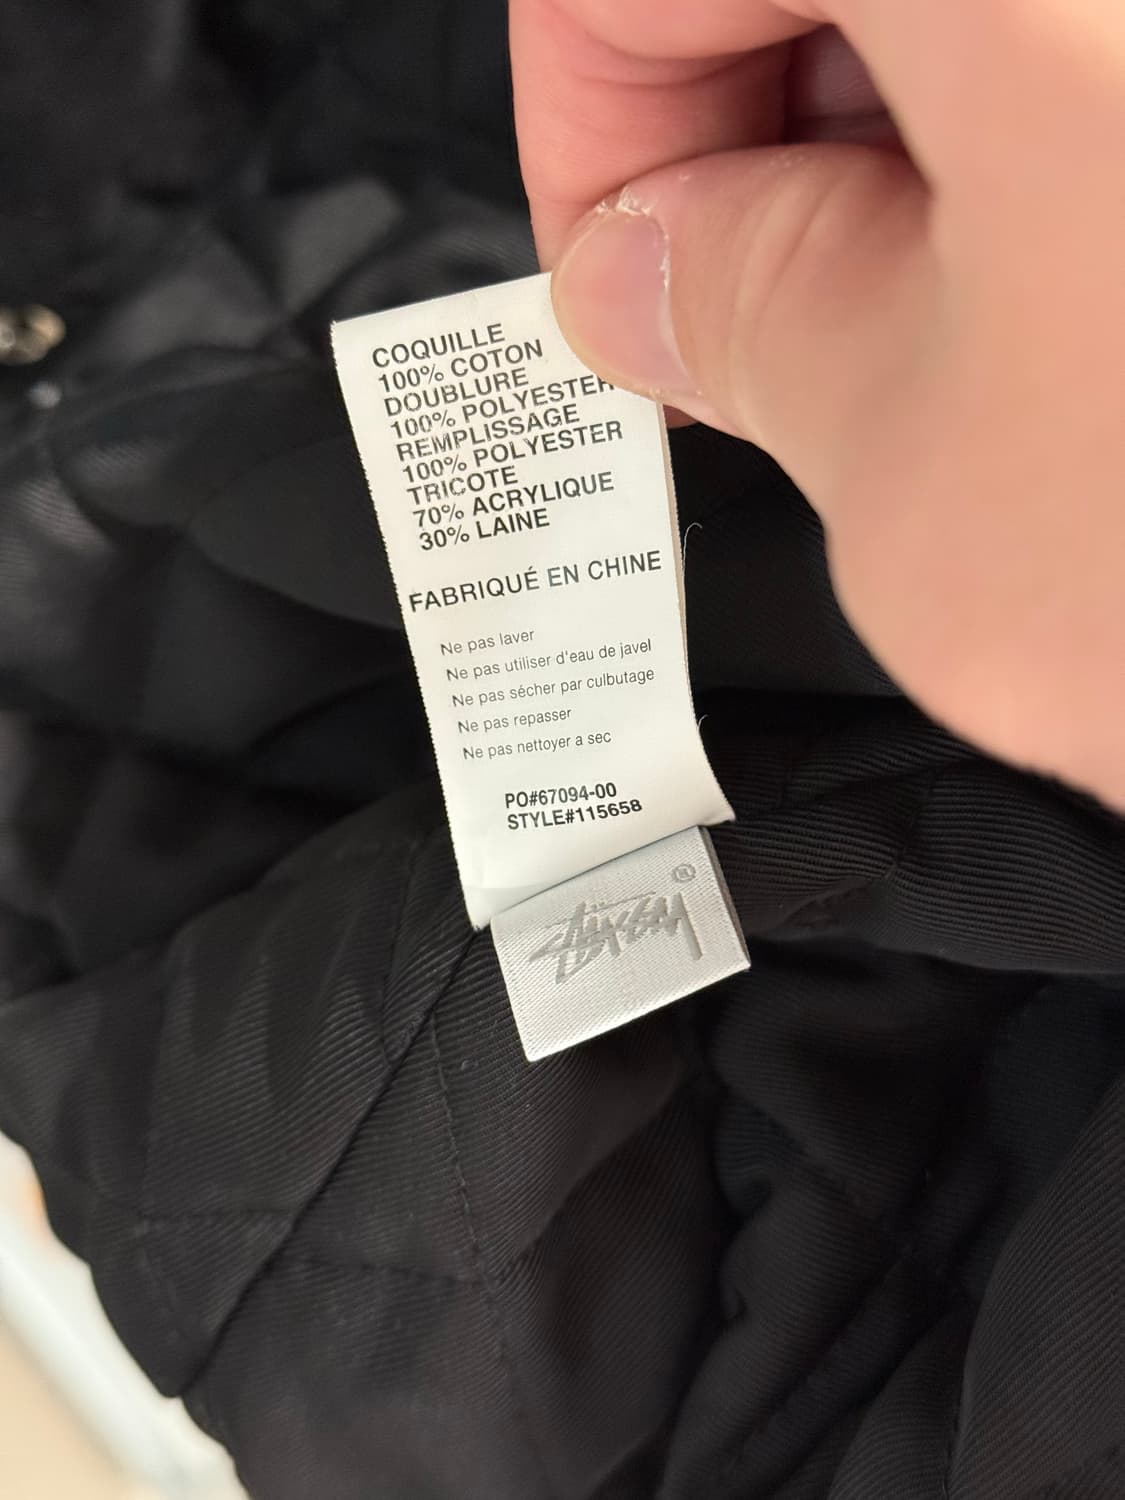 COQUILLE
100% COTON
DOUBLURE
100% POLYESTER
REMPLISSAGE
100% POLYESTER
TRICOTE
70% ACRYLIQUE
30% LAINE
FABRIQUÉ EN CHINE
Ne pas laver
Ne pas utiliser d'eau de javel
Ne pas sécher par culbutage
Ne pas repasser
Ne pas nettoyer a sec
PO#67094-00
STYLE#115658
Stüssy ®